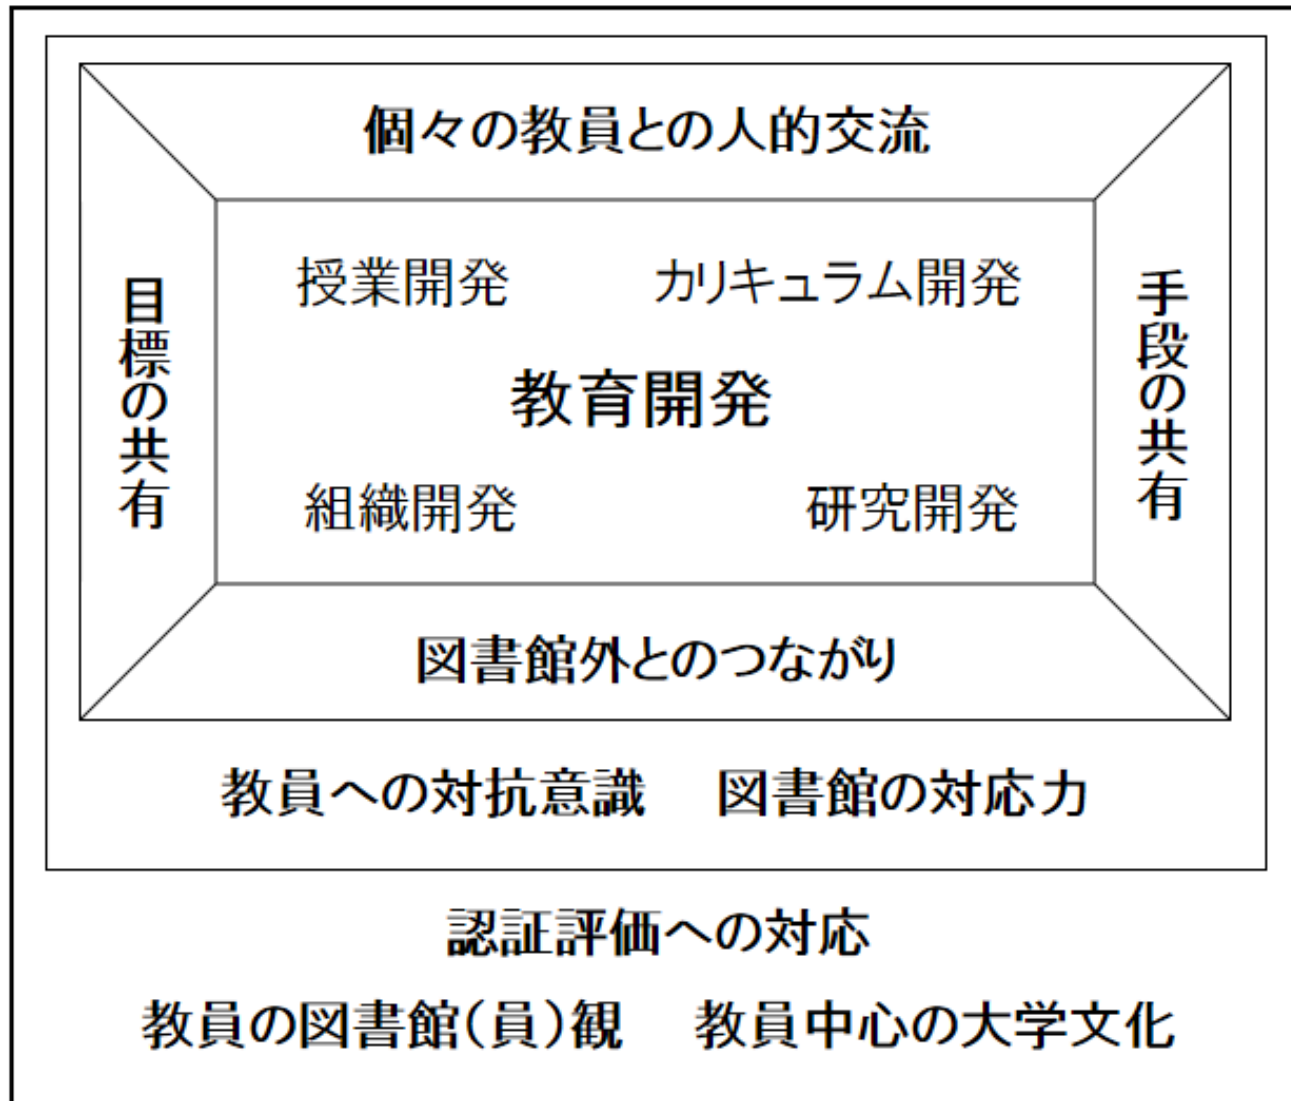 個々の教員との人的交流
目標の共有
授業開発 カリキュラム開発
教育開発
組織開発 研究開発
手段の共有
図書館外とのつながり
教員への対抗意識 図書館の対応力
認証評価への対応
教員の図書館(員)観 教員中心の大学文化